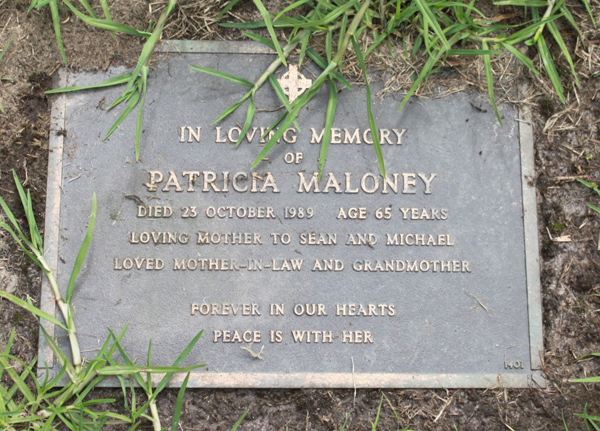 IN LOVING MEMORY
OF
PATRICIA MALONEY
DIED 23 OCTOBER 1989 AGE 65 YEARS
LOVING MOTHER TO SEAN AND MICHAEL
LOVED MOTHER-IN-LAW AND GRANDMOTHER
FOREVER IN OUR HEARTS
PEACE IS WITH HER
1401